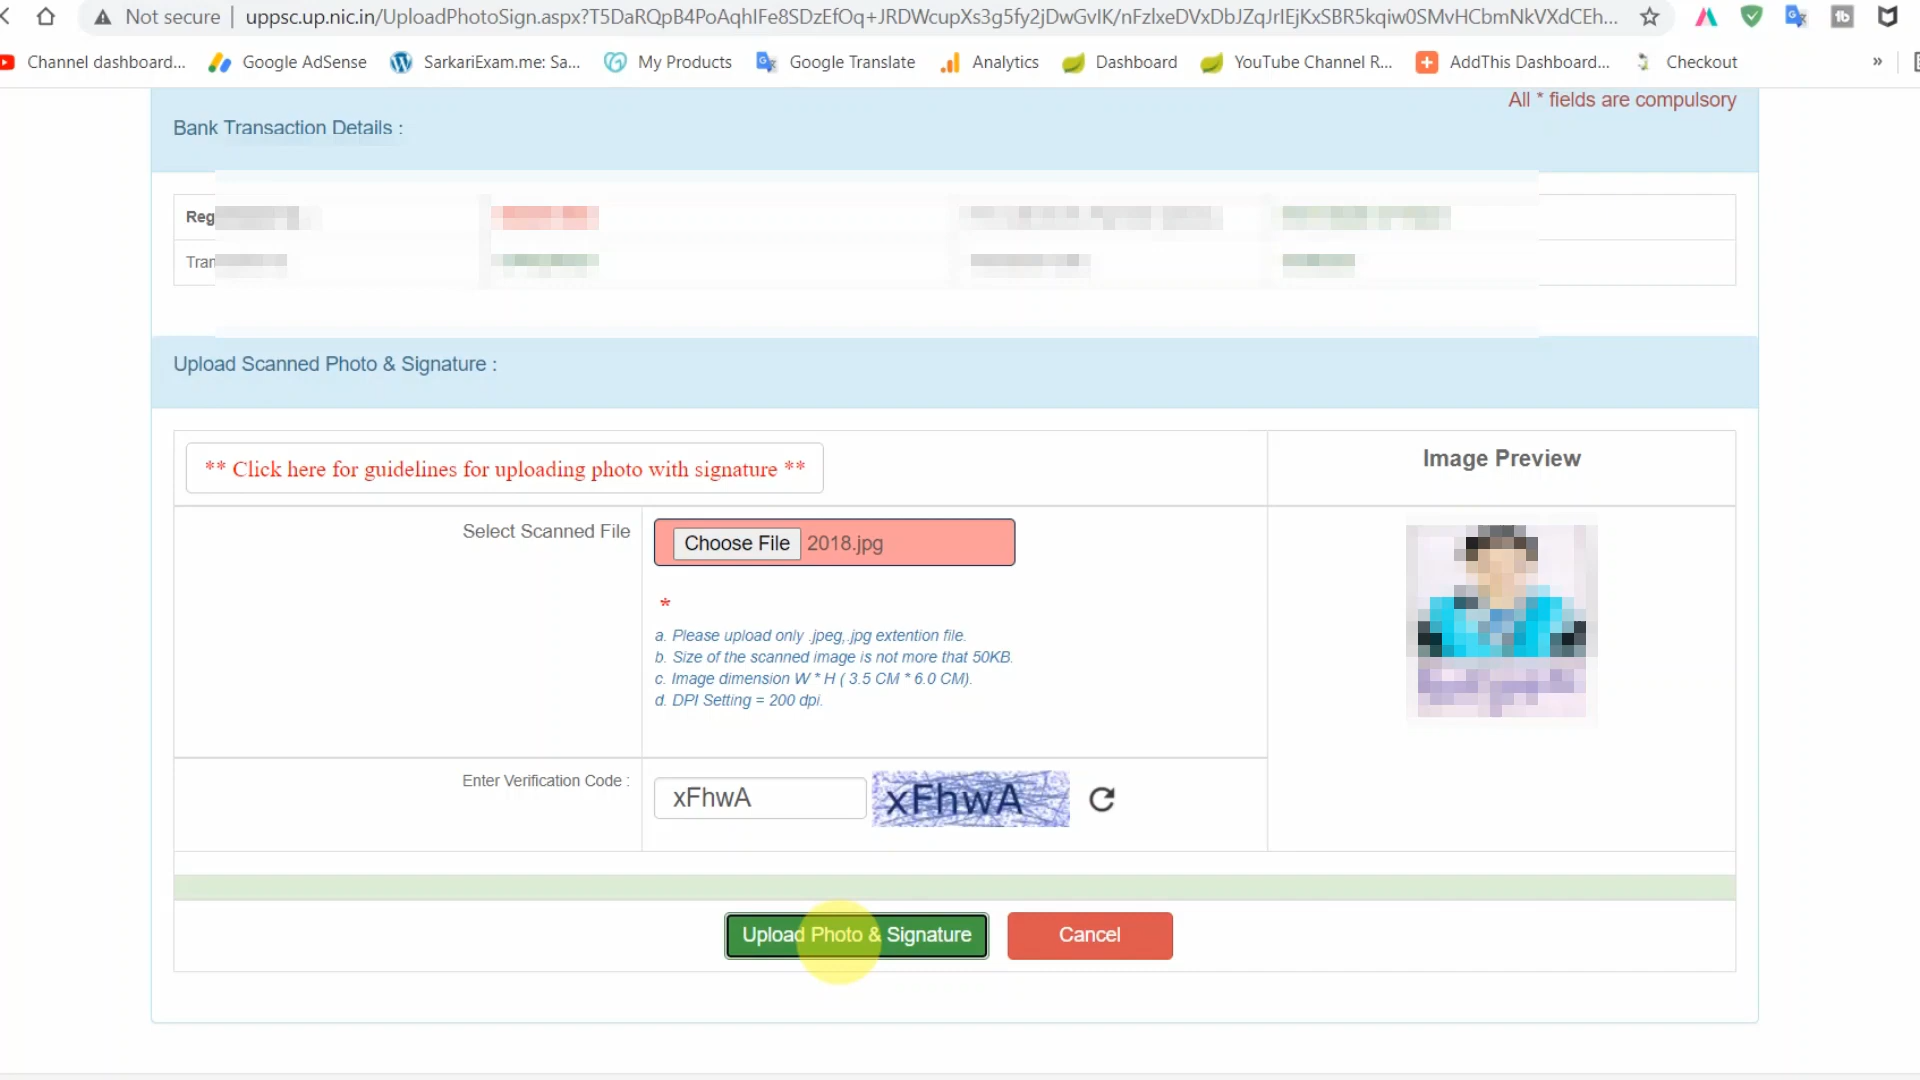 Not secure | uppsc.up.nic.in/UploadPhotoSign.aspx?T5DaRQpB4PoAqhIFe8SDzEfOq+JRDWcupXs3g5fy2jDwGvIK/nFzlxeDVxDbJZqJrIEjKxSBR5kqiw0SMvHCbmNkVXdCEh...
Channel dashboard... Google AdSense SarkariExam.me: Sa... My Products Google Translate Analytics Dashboard YouTube Channel R... AddThis Dashboard... Checkout »
All * fields are compulsory
Bank Transaction Details :
Reg
Tran
Upload Scanned Photo & Signature :
** Click here for guidelines for uploading photo with signature **
Image Preview
Select Scanned File
Choose File 2018.jpg
*
a. Please upload only .jpeg,.jpg extention file.
b. Size of the scanned image is not more that 50KB.
c. Image dimension W * H ( 3.5 CM * 6.0 CM).
d. DPI Setting = 200 dpi.
Enter Verification Code :
xFhwA
xFhwA
Upload Photo & Signature
Cancel